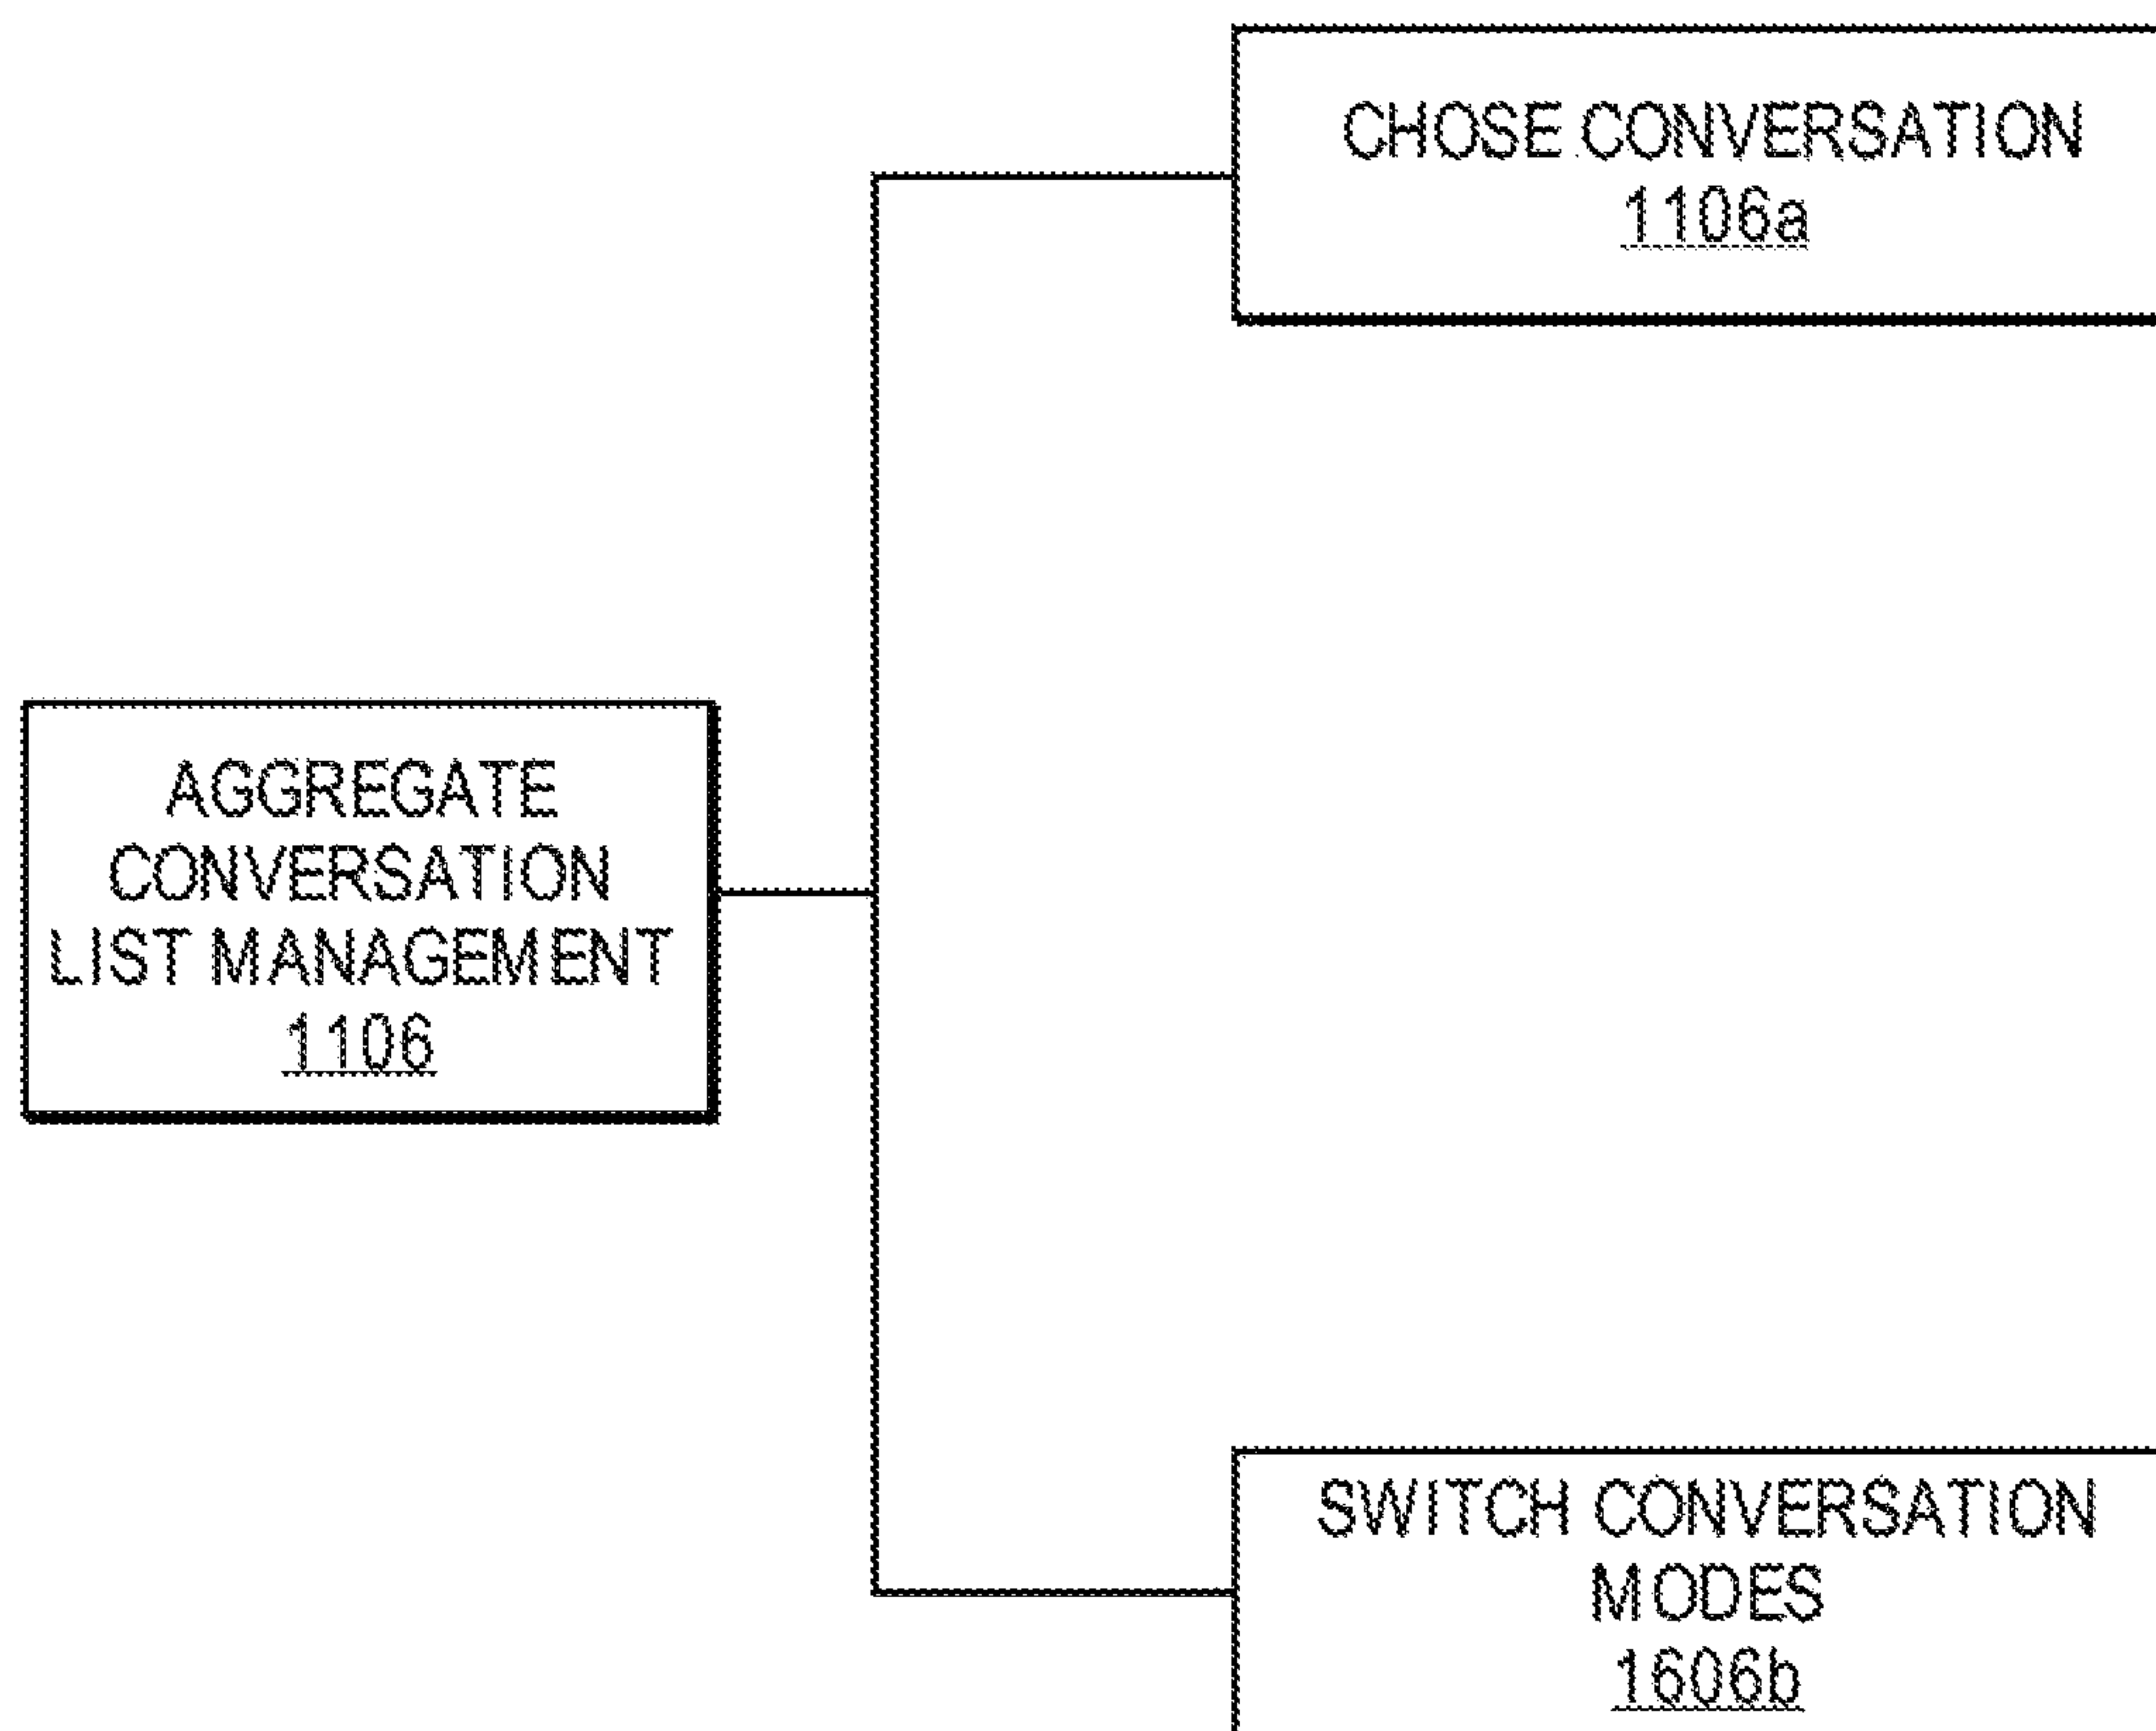 CHOSE CONVERSATION
1106a
AGGREGATE
CONVERSATION
LIST MANAGEMENT
1106
SWITCH CONVERSATION
MODES
1606b